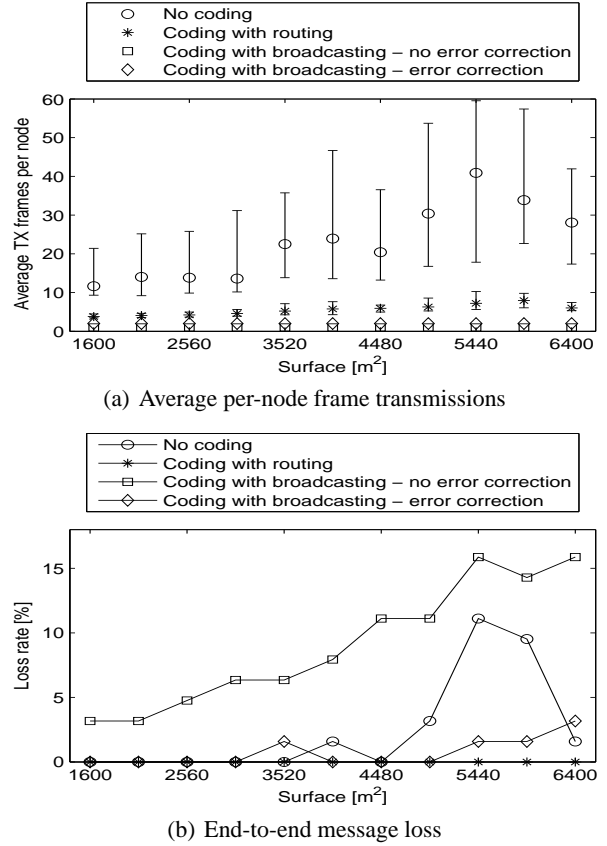 No coding
Coding with routing
Coding with broadcasting – no error correction
Coding with broadcasting – error correction
60
50
40
30
20
10
0
Average TX frames per node
1600 2560 3520 4480 5440 6400
Surface [m²]
(a) Average per-node frame transmissions
No coding
Coding with routing
Coding with broadcasting – no error correction
Coding with broadcasting – error correction
15
10
5
0
Loss rate [%]
1600 2560 3520 4480 5440 6400
Surface [m²]
(b) End-to-end message loss